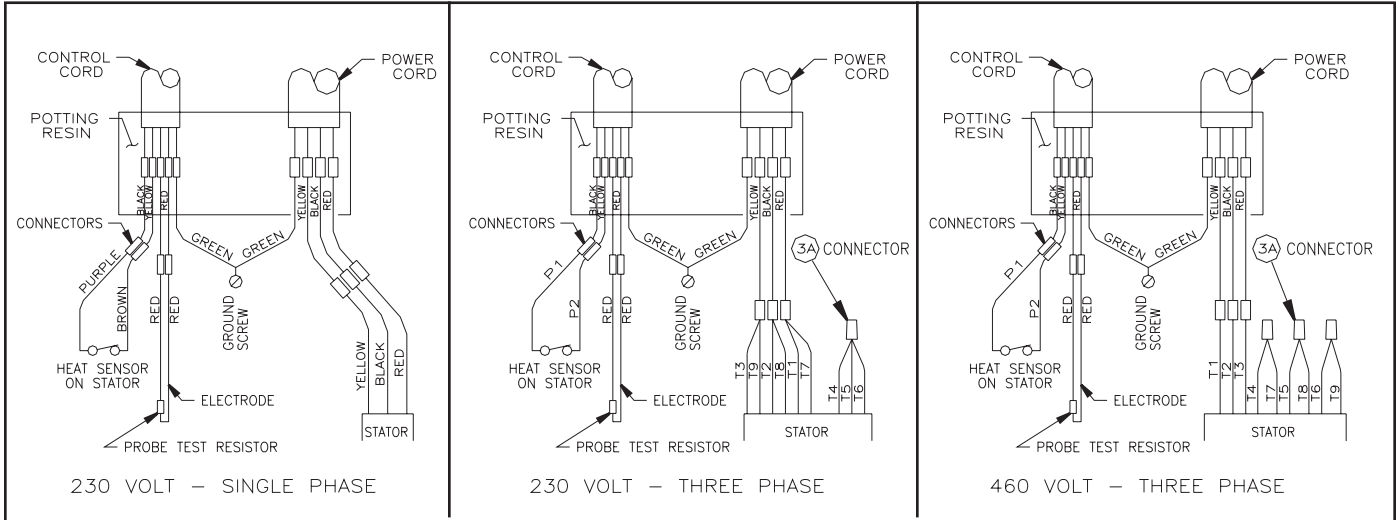 CONTROL
CORD
POWER
CORD
POTTING
RESIN
BLACK
YELLOW
RED
YELLOW
BLACK
RED
CONNECTORS
GREEN
GREEN
PURPLE
BROWN
RED
RED
GROUND
SCREW
HEAT SENSOR
ON STATOR
YELLOW
BLACK
RED
ELECTRODE
STATOR
PROBE TEST RESISTOR
230 VOLT – SINGLE PHASE
CONTROL
CORD
POWER
CORD
POTTING
RESIN
BLACK
YELLOW
RED
YELLOW
BLACK
RED
CONNECTORS
GREEN
GREEN
3A CONNECTOR
P1
P2
RED
RED
GROUND
SCREW
HEAT SENSOR
ON STATOR
T3
T9
T2
T8
T1
T7
T4
T5
T6
ELECTRODE
STATOR
PROBE TEST RESISTOR
230 VOLT – THREE PHASE
CONTROL
CORD
POWER
CORD
POTTING
RESIN
BLACK
YELLOW
RED
YELLOW
BLACK
RED
CONNECTORS
GREEN
GREEN
3A CONNECTOR
P1
P2
RED
RED
GROUND
SCREW
HEAT SENSOR
ON STATOR
T1
T2
T3
T4
T7
T5
T8
T6
T9
ELECTRODE
STATOR
PROBE TEST RESISTOR
460 VOLT – THREE PHASE